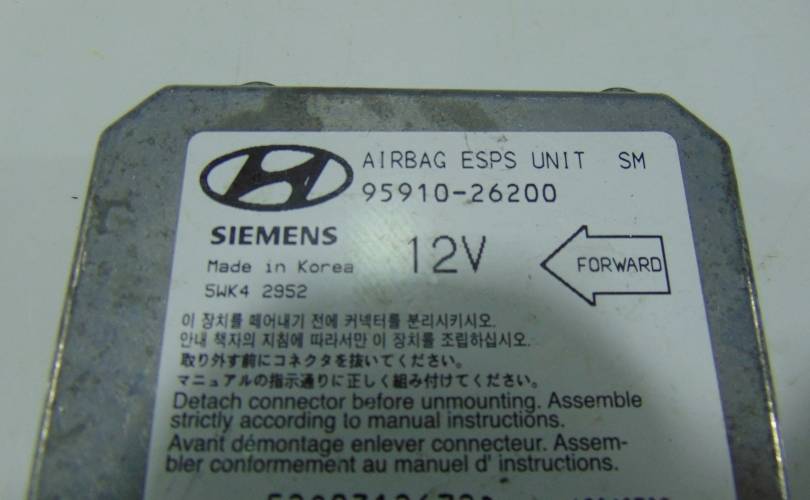 AIRBAG ESPS UNIT SM
95910-26200
SIEMENS
12V
Made in Korea
5WK4 2952
FORWARD
이 장치를 떼어내기 전에 커넥터를 분리시키시오.
안내 책자의 지침에 따라서만 이 장치를 조립하십시오.
取り外す前にコネクタを抜いてください。
マニュアルの指示通りに正しく組み付けてください。
Detach connector before unmounting. Assemble
strictly according to manual instructions.
Avant démontage enlever connecteur. Assem-
bler conformement au manuel d' instructions.